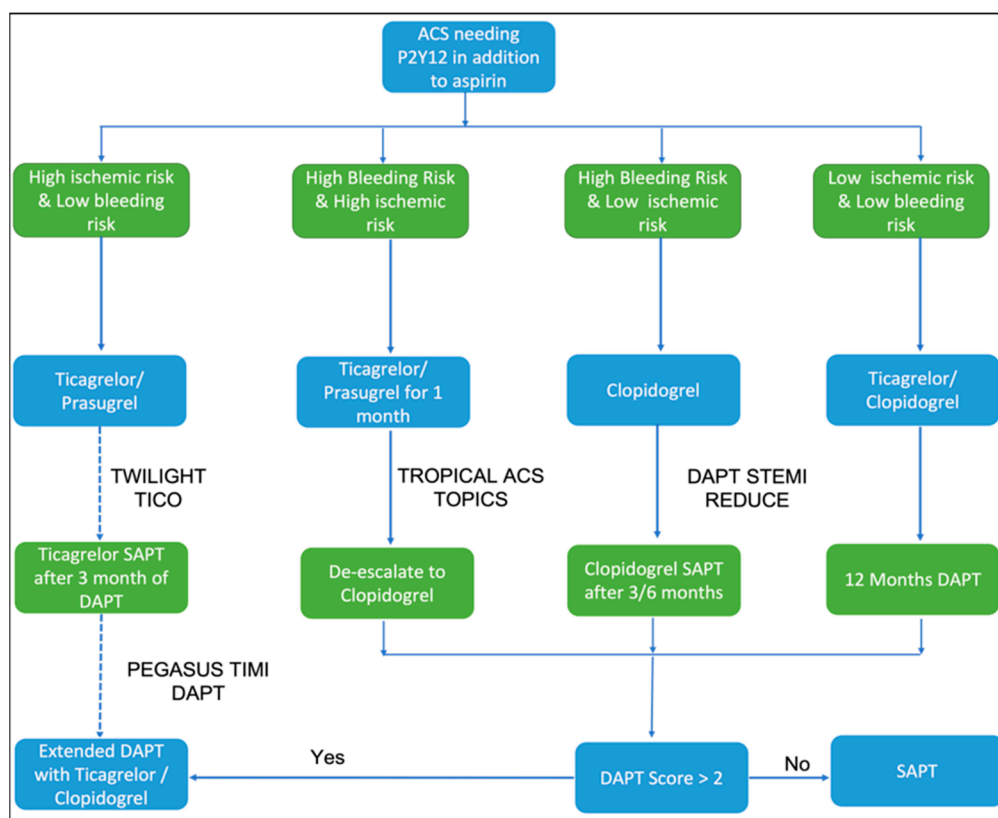 ACS needing
P2Y12 in addition
to aspirin
High ischemic risk
& Low bleeding
risk
High Bleeding Risk
& High ischemic
risk
High Bleeding Risk
& Low ischemic
risk
Low ischemic risk
& Low bleeding
risk
Ticagrelor/
Prasugrel
Ticagrelor/
Prasugrel for 1
month
Clopidogrel
Ticagrelor/
Clopidogrel
TWILIGHT
TICO
TROPICAL ACS
TOPICS
DAPT STEMI
REDUCE
Ticagrelor SAPT
after 3 month of
DAPT
De-escalate to
Clopidogrel
Clopidogrel SAPT
after 3/6 months
12 Months DAPT
PEGASUS TIMI
DAPT
Extended DAPT
with Ticagrelor /
Clopidogrel
Yes
DAPT Score > 2
No
SAPT